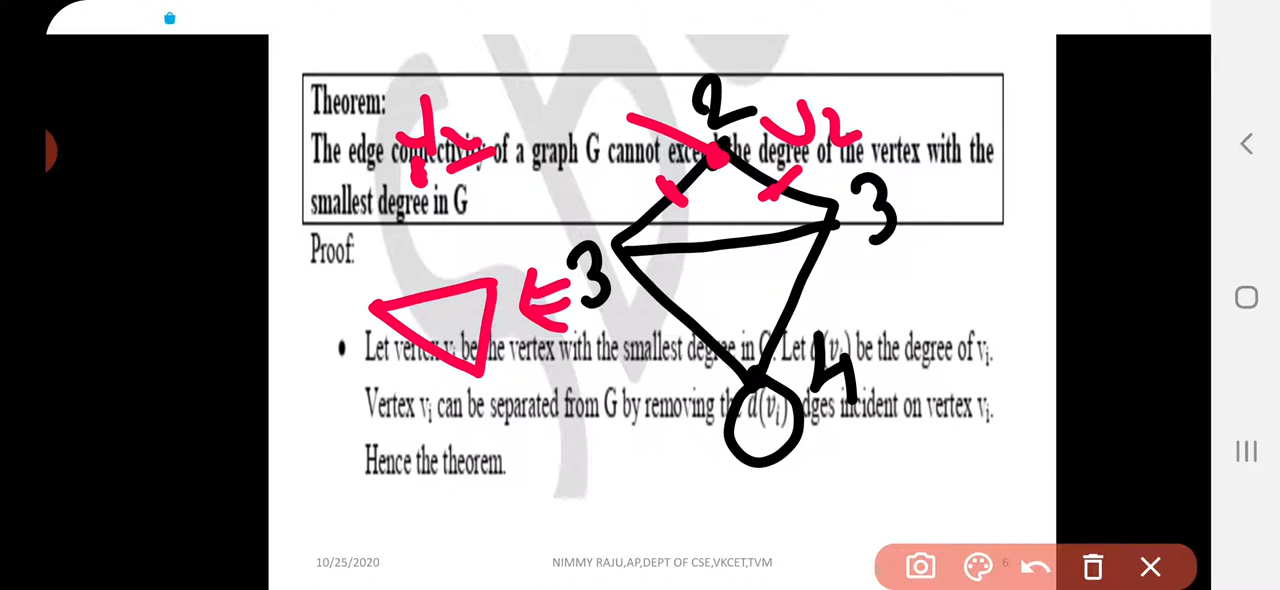 Theorem:
The edge connectivity of a graph G cannot exceed the degree of the vertex with the
smallest degree in G
Proof:
Let vertex vi be the vertex with the smallest degree in G. Let d(vi) be the degree of vi.
Vertex vi can be separated from G by removing the d(vi) edges incident on vertex vi.
Hence the theorem.
2
3
3
4
10/25/2020
NIMMY RAJU,AP,DEPT OF CSE,VKCET,TVM
6